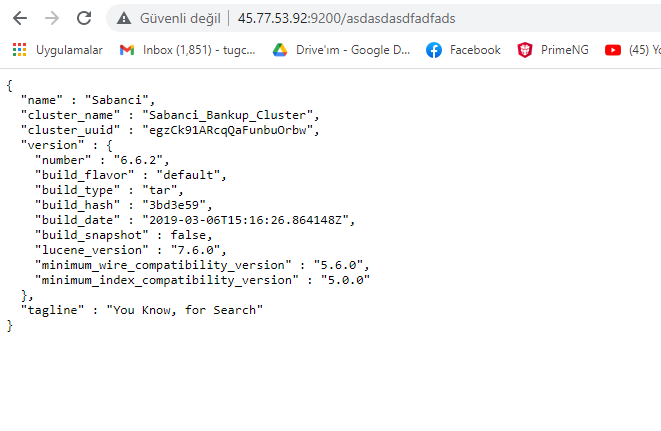 Güvenli değil 45.77.53.92:9200/asdasdasdfadfads
Uygulamalar Inbox (1,851) - tugc... Drive'ım - Google D... Facebook PrimeNG (45) Yo
{
  "name" : "Sabanci",
  "cluster_name" : "Sabanci_Bankup_Cluster",
  "cluster_uuid" : "egzCk91ARcqQaFunbuOrbw",
  "version" : {
    "number" : "6.6.2",
    "build_flavor" : "default",
    "build_type" : "tar",
    "build_hash" : "3bd3e59",
    "build_date" : "2019-03-06T15:16:26.864148Z",
    "build_snapshot" : false,
    "lucene_version" : "7.6.0",
    "minimum_wire_compatibility_version" : "5.6.0",
    "minimum_index_compatibility_version" : "5.0.0"
  },
  "tagline" : "You Know, for Search"
}